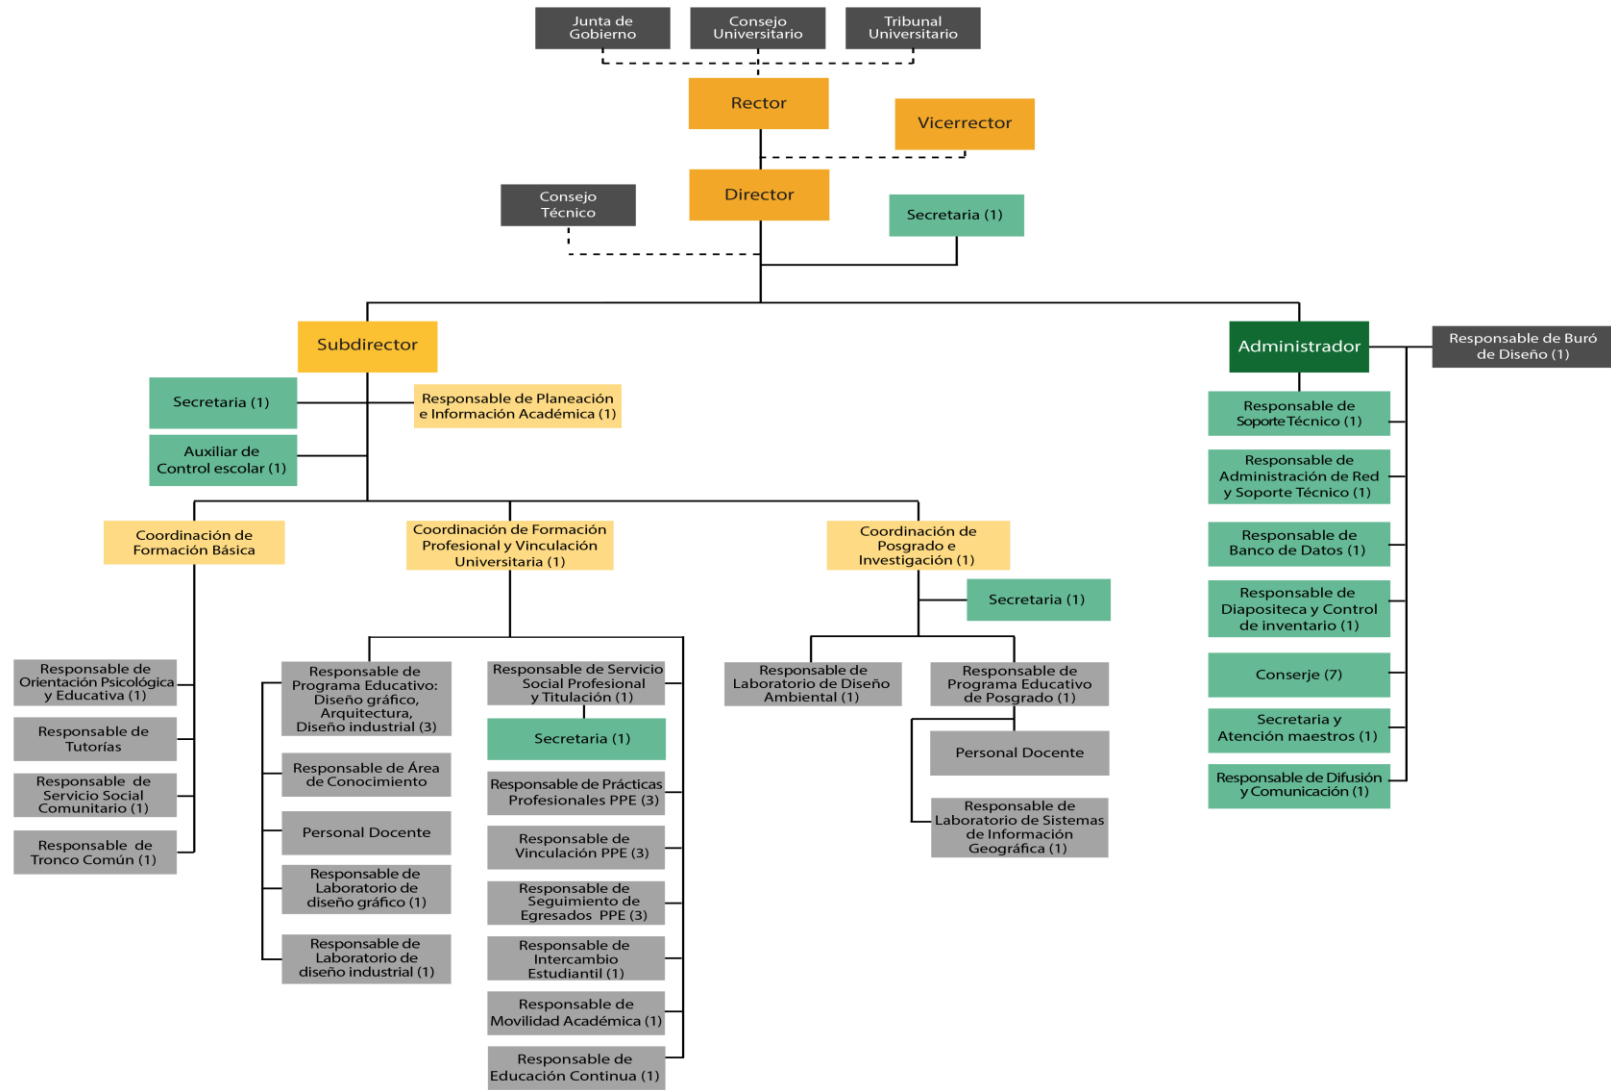 Junta de
Gobierno
Consejo
Universitario
Tribunal
Universitario
Rector
Vicerrector
Director
Consejo
Técnico
Secretaria (1)
Subdirector
Administrador
Responsable de Buró
de Diseño (1)
Secretaria (1)
Responsable de Planeación
e Información Académica (1)
Auxiliar de
Control escolar (1)
Coordinación de
Formación Básica
Coordinación de Formación
Profesional y Vinculación
Universitaria (1)
Coordinación de
Posgrado e
Investigación (1)
Secretaria (1)
Responsable de
Orientación Psicológica
y Educativa (1)
Responsable de
Tutorías
Responsable de
Servicio Social
Comunitario (1)
Responsable de
Tronco Común (1)
Responsable de
Programa Educativo:
Diseño gráfico,
Arquitectura,
Diseño industrial (3)
Responsable de Área
de Conocimiento
Personal Docente
Responsable de
Laboratorio de
diseño gráfico (1)
Responsable de
Laboratorio de
diseño industrial (1)
Responsable de Servicio
Social Profesional
y Titulación (1)
Secretaria (1)
Responsable de Prácticas
Profesionales PPE (3)
Responsable de
Vinculación PPE (3)
Responsable de
Seguimiento de
Egresados PPE (3)
Responsable de
Intercambio
Estudiantil (1)
Responsable de
Movilidad Académica (1)
Responsable de
Educación Continua (1)
Responsable de
Laboratorio de Diseño
Ambiental (1)
Responsable de
Programa Educativo
de Posgrado (1)
Personal Docente
Responsable de
Laboratorio de Sistemas
de Información
Geográfica (1)
Responsable de
Soporte Técnico (1)
Responsable de
Administración de Red
y Soporte Técnico (1)
Responsable de
Banco de Datos (1)
Responsable de
Diapositeca y Control
de inventario (1)
Conserje (7)
Secretaria y
Atención maestros (1)
Responsable de Difusión
y Comunicación (1)